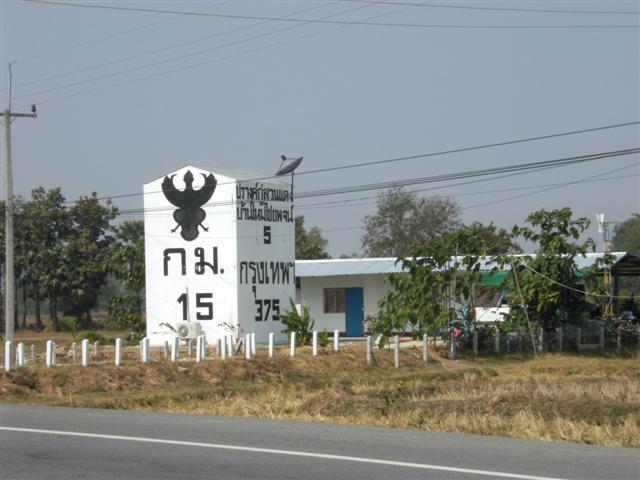 กม.
15
ปรางค์กู่สวนแตง
บ้านใหม่ไชยพจน์
5
กรุงเทพฯ
375